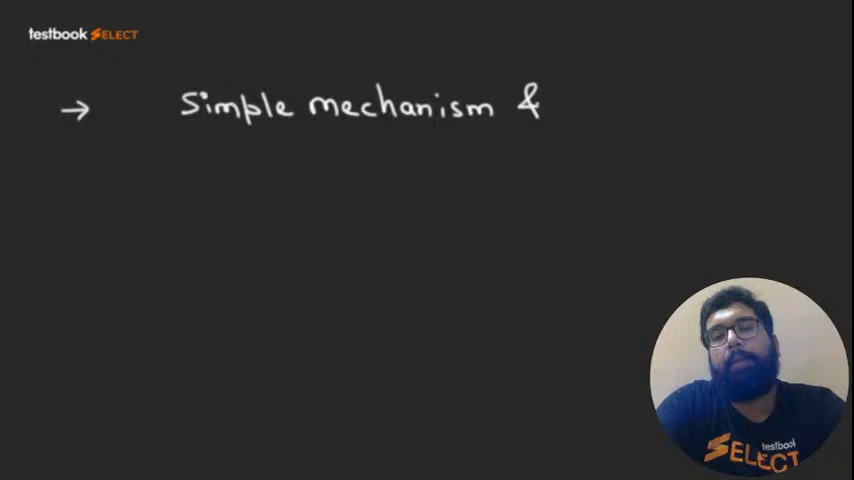 testbook SELECT
→ Simple mechanism &
testbook
SELECT